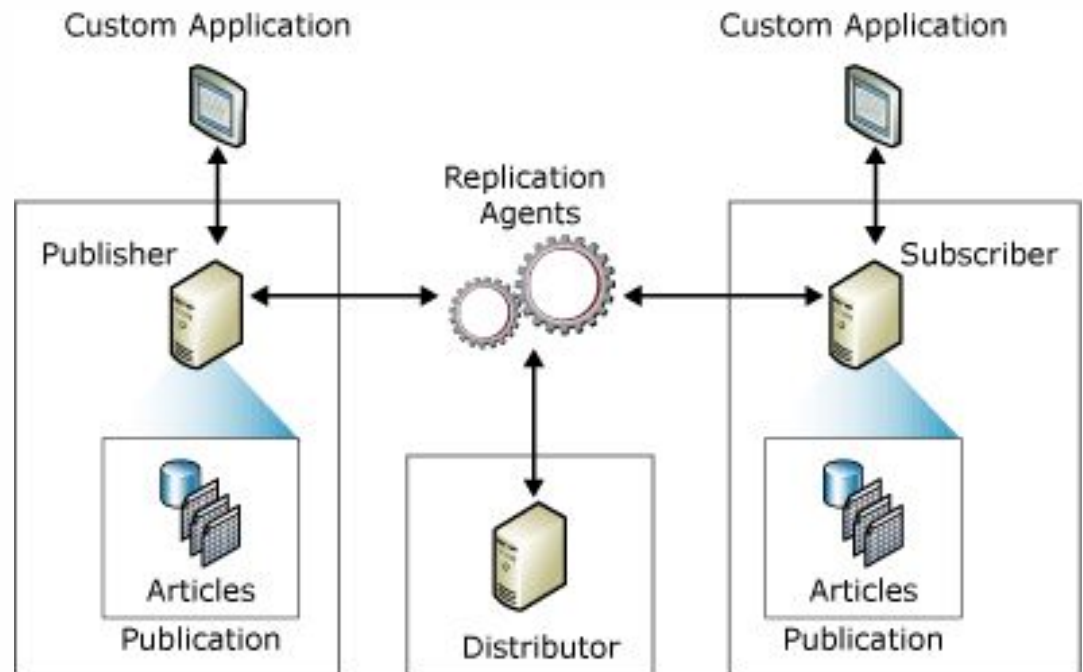 Custom Application
Custom Application
Replication
Agents
Publisher
Subscriber
Articles
Publication
Distributor
Articles
Publication